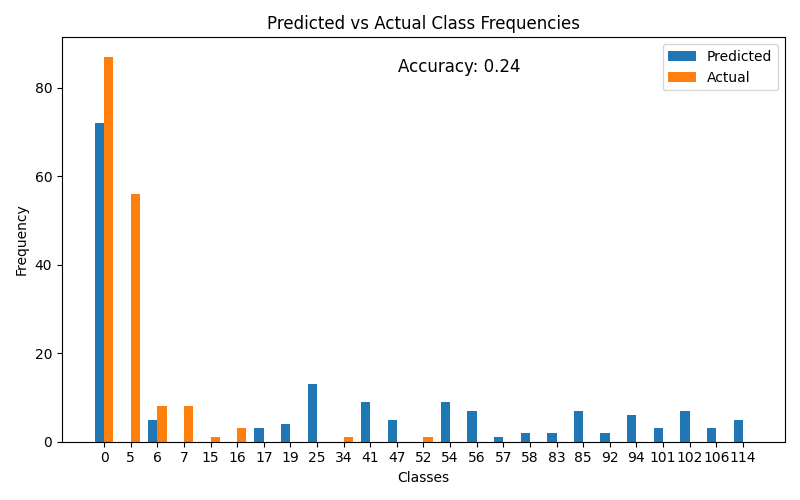 Predicted vs Actual Class Frequencies
Accuracy: 0.24
Predicted
Actual
Frequency
80
60
40
20
0
0 5 6 7 15 16 17 19 25 34 41 47 52 54 56 57 58 83 85 92 94 101 102 106 114
Classes